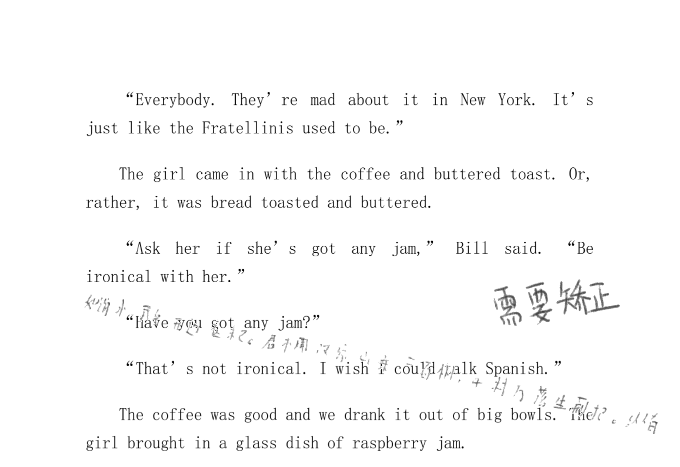 “Everybody. They’re mad about it in New York. It’s
just like the Fratellinis used to be.”
The girl came in with the coffee and buttered toast. Or,
rather, it was bread toasted and buttered.
“Ask her if she’s got any jam,” Bill said. “Be
ironical with her.”
需要矫正
“Have you got any jam?”
“That’s not ironical. I wish I could talk Spanish.”
The coffee was good and we drank it out of big bowls. The
girl brought in a glass dish of raspberry jam.